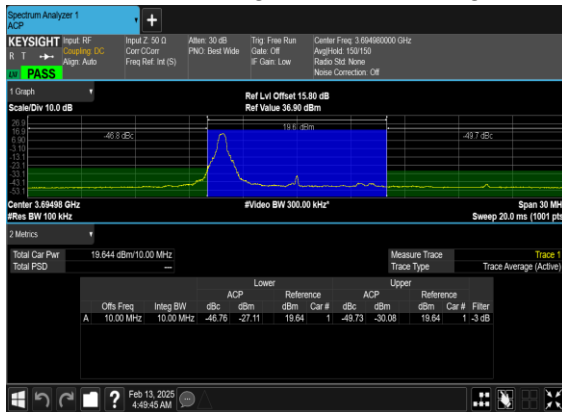 Spectrum Analyzer 1
ACP
KEYSIGHT Input: RF Input Z: 50 Ω Atten: 30 dB Trig: Free Run Center Freq: 3.694980000 GHz
R T Coupling: DC Corr CCorr PNO: Best Wide Gate: Off Avg|Hold: 150/150
Align: Auto Freq Ref: Int (S) IF Gain: Low Radio Std: None
PASS Noise Correction: Off
1 Graph
Ref Lvl Offset 15.80 dB
Scale/Div 10.0 dB Ref Value 36.90 dBm
26.9
16.9
6.90
-3.10
-13.1
-23.1
-33.1
-43.1
-53.1
-46.8 dBc 19.6 dBm -49.7 dBc
Center 3.69498 GHz #Video BW 300.00 kHz* Span 30 MH
#Res BW 100 kHz Sweep 20.0 ms (1001 pts
2 Metrics
Total Car Pwr 19.644 dBm/10.00 MHz Measure Trace Trace 1
Total PSD --- Trace Type Trace Average (Active)
Lower Upper
ACP Reference ACP Reference
Offs Freq Integ BW dBc dBm dBm Car # dBc dBm dBm Car # Filter
A 10.00 MHz 10.00 MHz -46.76 -27.11 19.64 1 -49.73 -30.08 19.64 1 -3 dB
Feb 13, 2025
4:49:45 AM